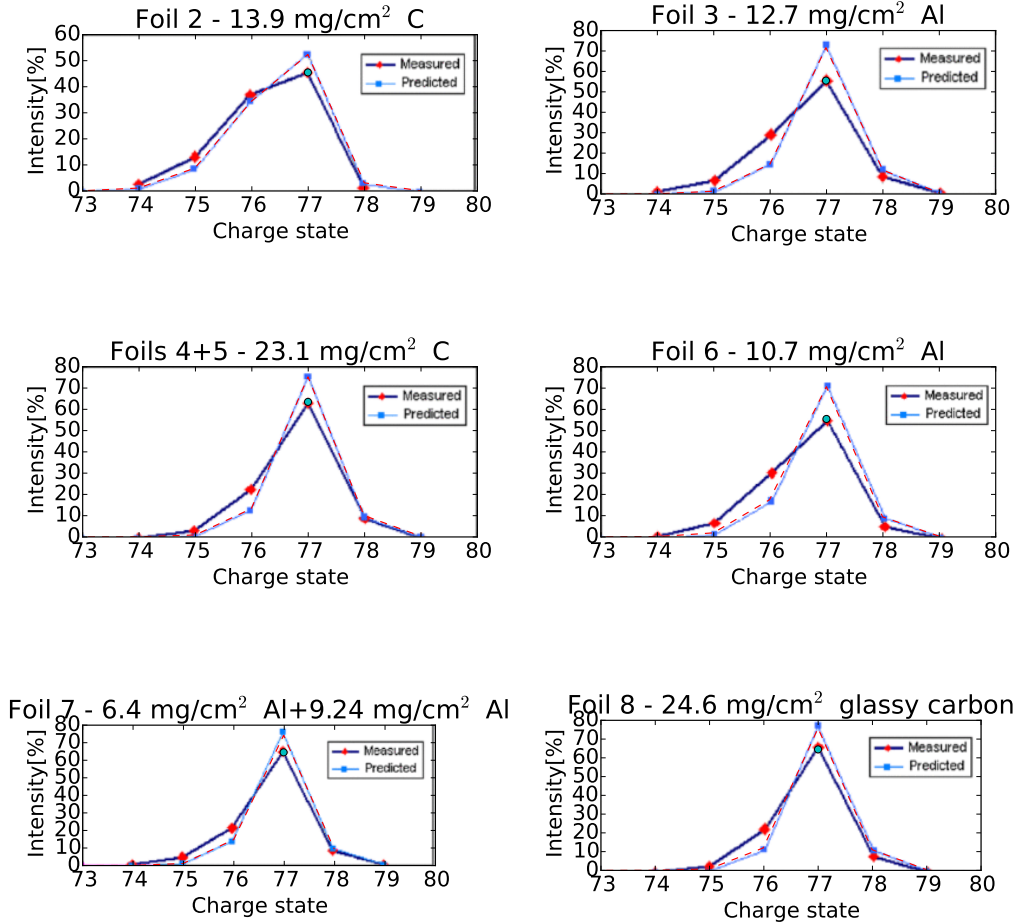 Foil 2 - 13.9 mg/cm² C
60
50
40
30
20
10
0
Intensity[%]
Measured
Predicted
73 74 75 76 77 78 79 80
Charge state
Foil 3 - 12.7 mg/cm² Al
80
70
60
50
40
30
20
10
0
Intensity[%]
Measured
Predicted
73 74 75 76 77 78 79 80
Charge state
Foils 4+5 - 23.1 mg/cm² C
80
70
60
50
40
30
20
10
0
Intensity[%]
Measured
Predicted
73 74 75 76 77 78 79 80
Charge state
Foil 6 - 10.7 mg/cm² Al
80
70
60
50
40
30
20
10
0
Intensity[%]
Measured
Predicted
73 74 75 76 77 78 79 80
Charge state
Foil 7 - 6.4 mg/cm² Al+9.24 mg/cm² Al
80
70
60
50
40
30
20
10
0
Intensity[%]
Measured
Predicted
73 74 75 76 77 78 79 80
Charge state
Foil 8 - 24.6 mg/cm² glassy carbon
80
70
60
50
40
30
20
10
0
Intensity[%]
Measured
Predicted
73 74 75 76 77 78 79 80
Charge state